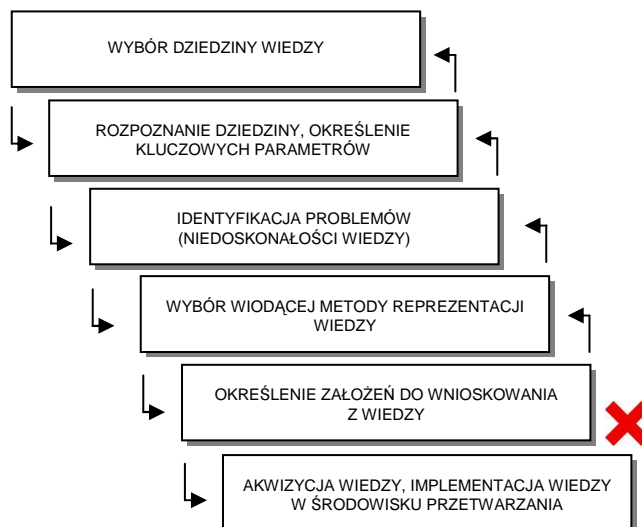 WYBÓR DZIEDZINY WIEDZY
ROZPOZNANIE DZIEDZINY, OKREŚLENIE
KLUCZOWYCH PARAMETRÓW
IDENTYFIKACJA PROBLEMÓW
(NIEDOSKONAŁOŚCI WIEDZY)
WYBÓR WIODĄCEJ METODY REPREZENTACJI
WIEDZY
OKREŚLENIE ZAŁOŻEŃ DO WNIOSKOWANIA
Z WIEDZY
AKWIZYCJA WIEDZY, IMPLEMENTACJA WIEDZY
W ŚRODOWISKU PRZETWARZANIA